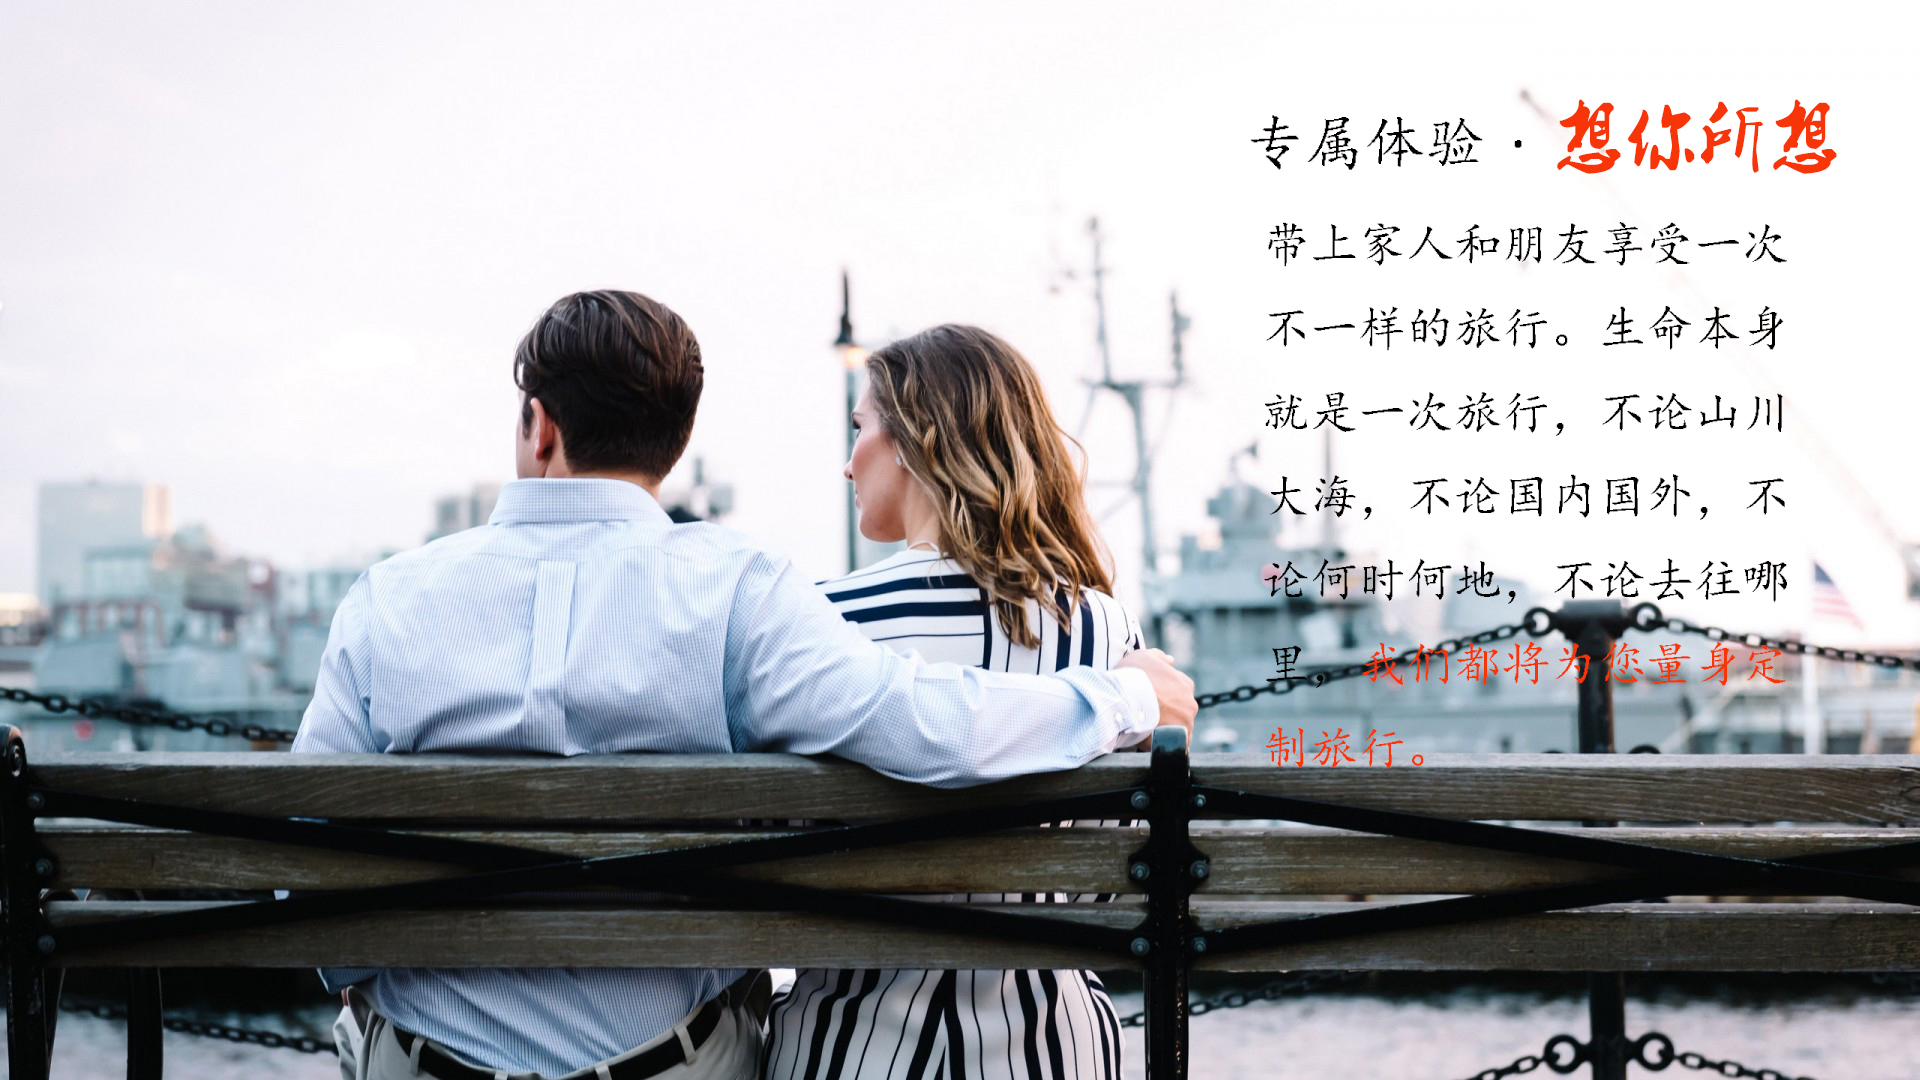 专属体验·想你所想
带上家人和朋友享受一次
不一样的旅行。生命本身
就是一次旅行，不论山川
大海，不论国内国外，不
论何时何地，不论去往哪
里，我们都将为您量身定
制旅行。